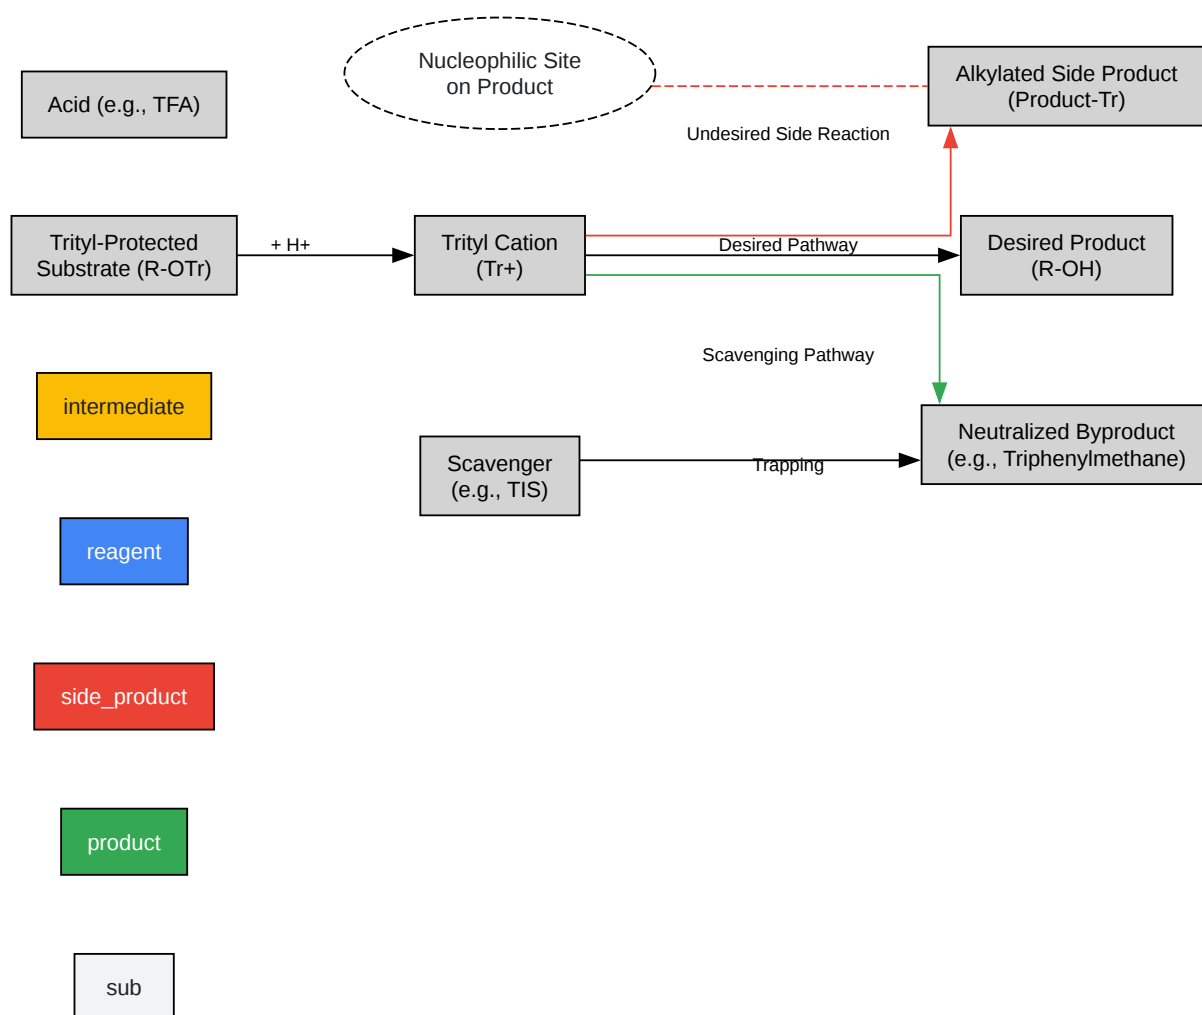 Nucleophilic Site
on Product
Alkylated Side Product
(Product-Tr)
Acid (e.g., TFA)
Undesired Side Reaction
Trityl-Protected
Substrate (R-OTr)
+ H+
Trityl Cation
(Tr+)
Desired Pathway
Desired Product
(R-OH)
Scavenging Pathway
intermediate
Scavenger
(e.g., TIS)
Trapping
Neutralized Byproduct
(e.g., Triphenylmethane)
reagent
side_product
product
sub